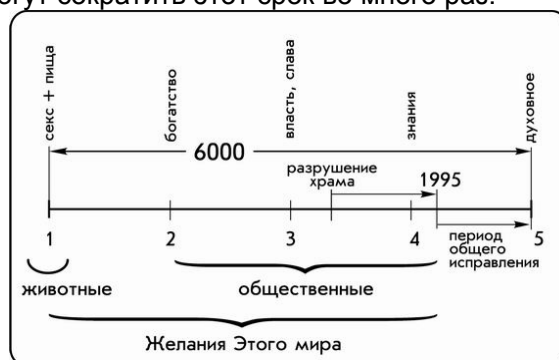 огут сократить этот срок во много раз.
секс + пища
богатство
власть, слава
знания
духовное
6000
разрушение
храма
1995
1
2
3
4
5
период
общего
исправления
животные
общественные
Желания Этого мира